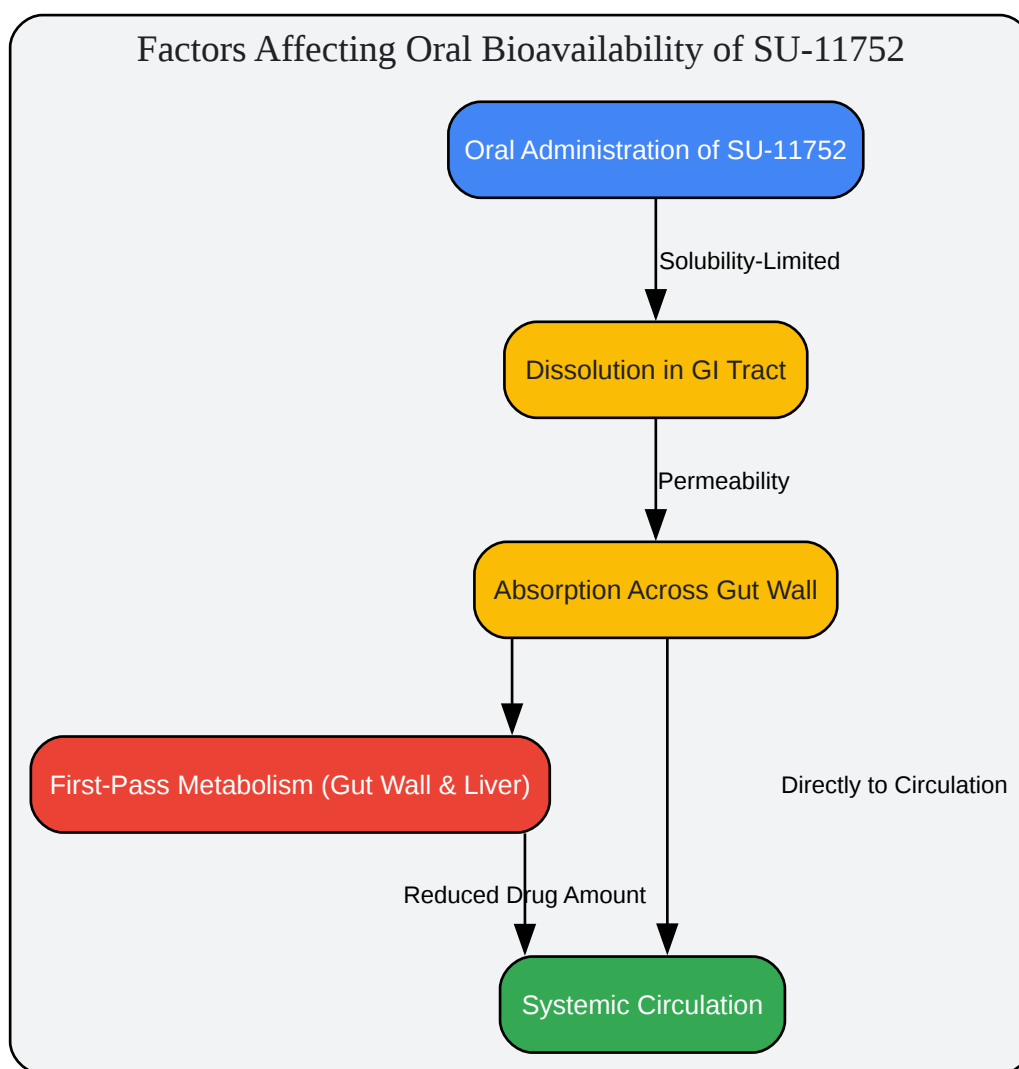 Factors Affecting Oral Bioavailability of SU-11752
Oral Administration of SU-11752
Solubility-Limited
Dissolution in GI Tract
Permeability
Absorption Across Gut Wall
First-Pass Metabolism (Gut Wall & Liver)
Directly to Circulation
Reduced Drug Amount
Systemic Circulation